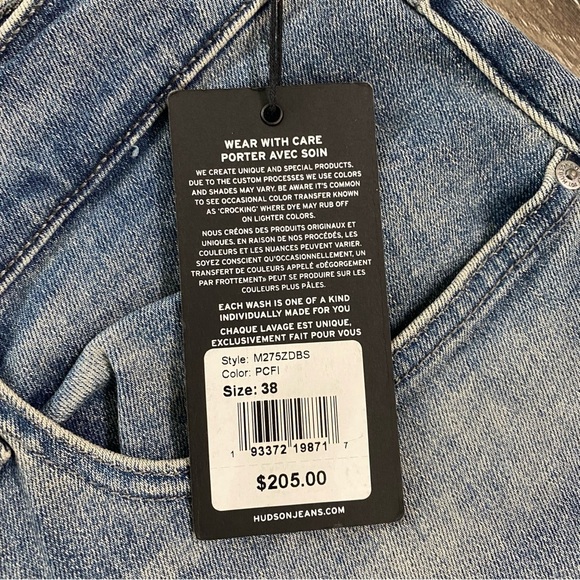 WEAR WITH CARE
PORTER AVEC SOIN
WE CREATE UNIQUE AND SPECIAL PRODUCTS.
DUE TO THE CUSTOM PROCESSES WE USE COLORS
AND SHADES MAY VARY. BE AWARE IT'S COMMON
TO SEE OCCASIONAL COLOR TRANSFER KNOWN
AS 'CROCKING' WHERE DYE MAY RUB OFF
ON LIGHTER COLORS.
NOUS CRÉONS DES PRODUITS ORIGINAUX ET
UNIQUES. EN RAISON DE NOS PROCÉDÉS, LES
COULEURS ET LES NUANCES PEUVENT VARIER.
SOYEZ CONSCIENT QU'OCCASIONNELLEMENT, UN
TRANSFERT DE COULEURS APPELÉ «DÉGORGEMENT
PAR FROTTEMENT» PEUT SE PRODUIRE SUR LES
COULEURS PLUS PÂLES.
EACH WASH IS ONE OF A KIND
INDIVIDUALLY MADE FOR YOU
CHAQUE LAVAGE EST UNIQUE,
EXCLUSIVEMENT FAIT POUR VOUS
Style: M275ZDBS
Color: PCFI
Size: 38
1 93372 19871 7
$205.00
HUDSONJEANS.COM